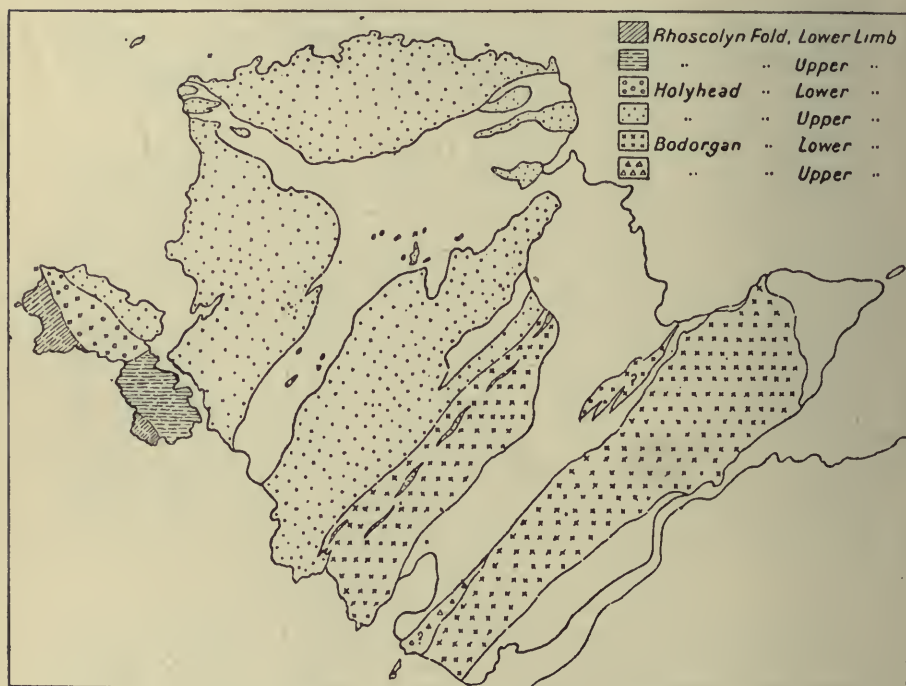 Rhoscolyn Fold, Lower Limb
" " Upper "
Holyhead " Lower "
" " Upper "
Bodorgan " Lower "
" " Upper "
?
?